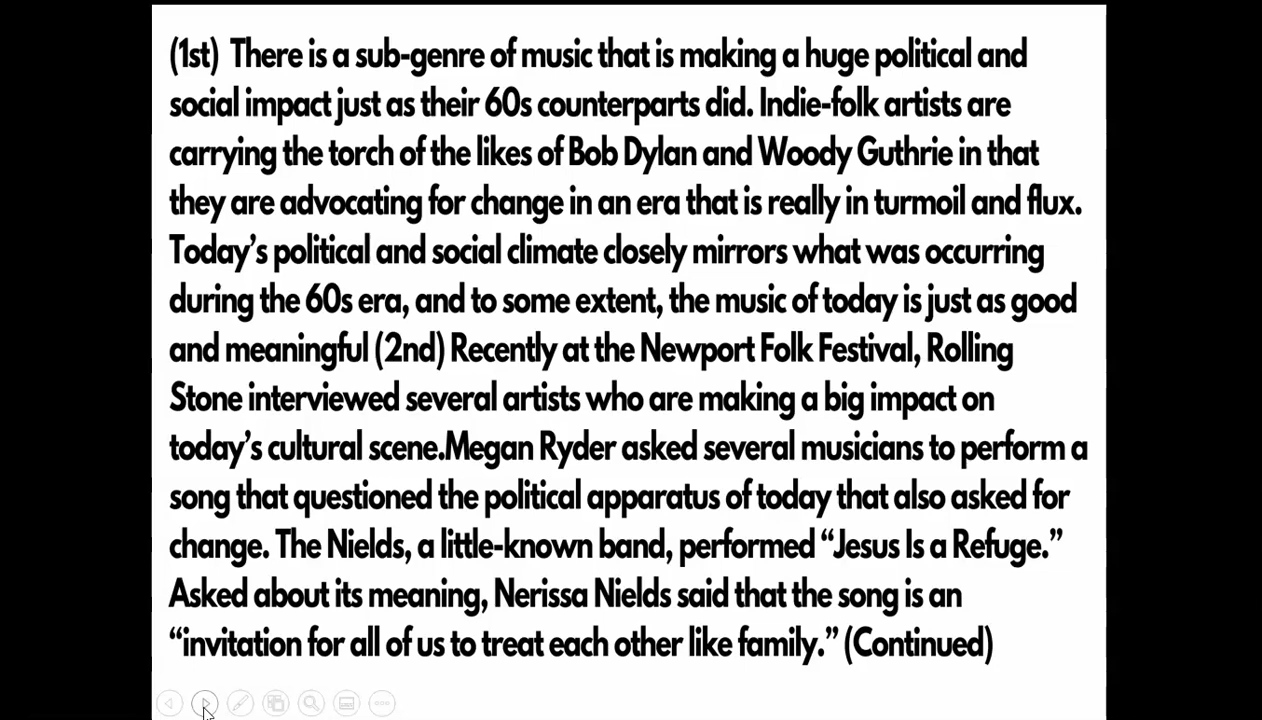 (1st) There is a sub-genre of music that is making a huge political and
social impact just as their 60s counterparts did. Indie-folk artists are
carrying the torch of the likes of Bob Dylan and Woody Guthrie in that
they are advocating for change in an era that is really in turmoil and flux.
Today’s political and social climate closely mirrors what was occurring
during the 60s era, and to some extent, the music of today is just as good
and meaningful (2nd) Recently at the Newport Folk Festival, Rolling
Stone interviewed several artists who are making a big impact on
today’s cultural scene.Megan Ryder asked several musicians to perform a
song that questioned the political apparatus of today that also asked for
change. The Nields, a little-known band, performed “Jesus Is a Refuge.”
Asked about its meaning, Nerissa Nields said that the song is an
“invitation for all of us to treat each other like family.” (Continued)